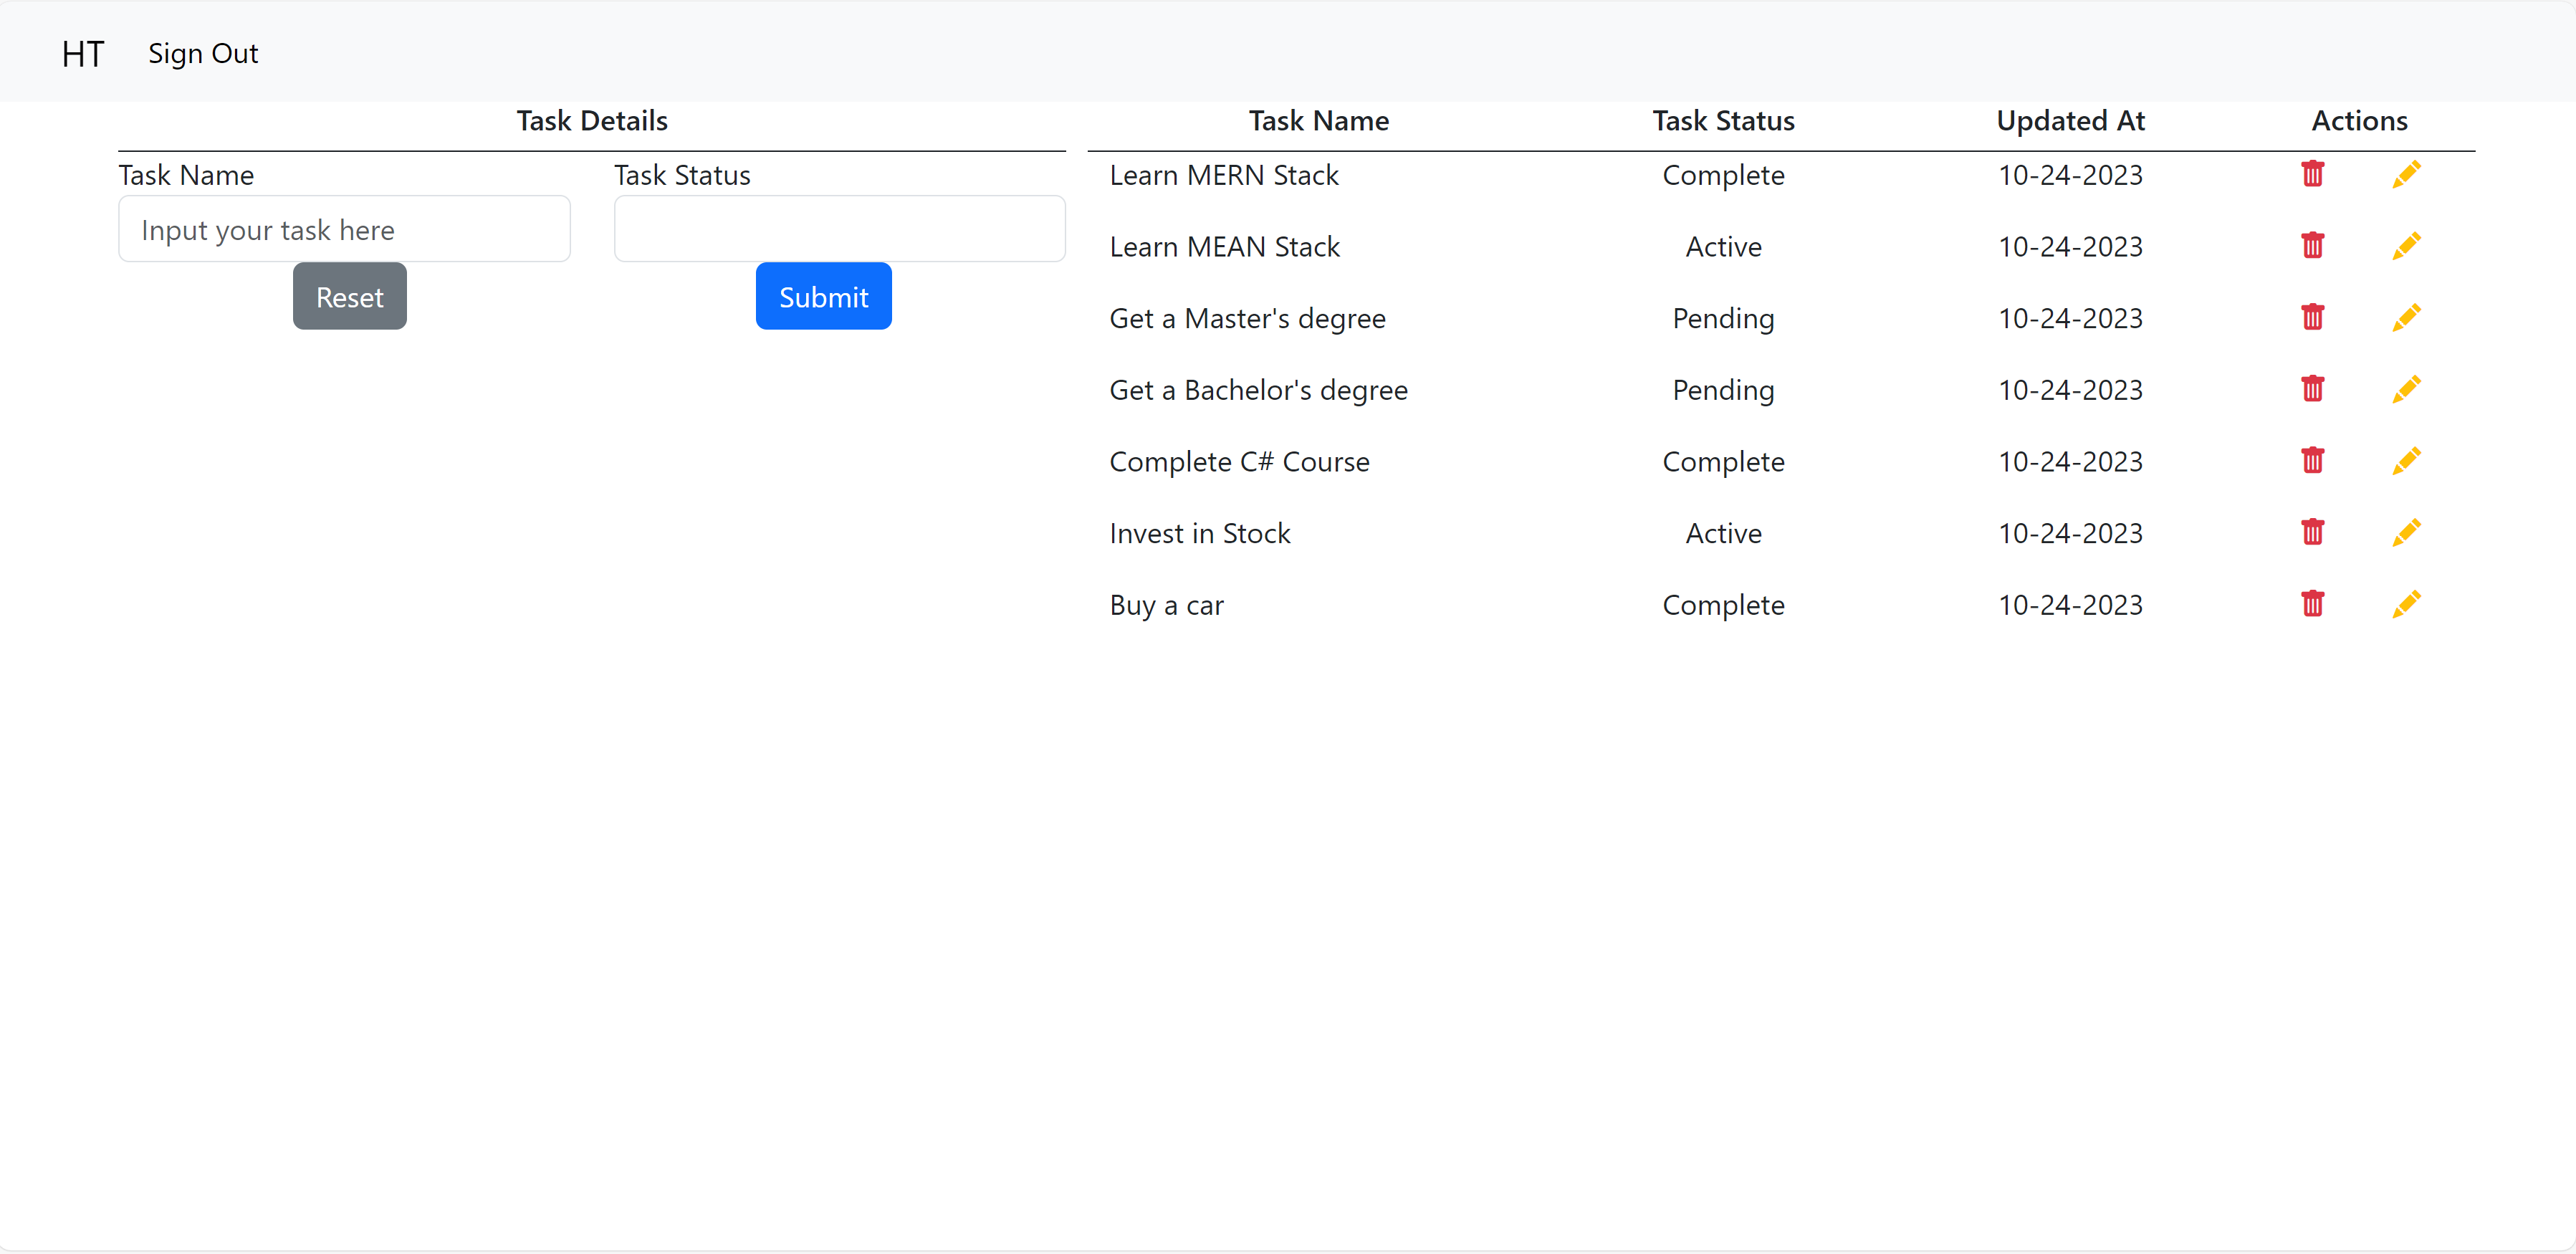 HT Sign Out
Task Details
Task Name Task Status
Input your task here
Reset Submit
Task Name Task Status Updated At Actions
Learn MERN Stack Complete 10-24-2023
Learn MEAN Stack Active 10-24-2023
Get a Master's degree Pending 10-24-2023
Get a Bachelor's degree Pending 10-24-2023
Complete C# Course Complete 10-24-2023
Invest in Stock Active 10-24-2023
Buy a car Complete 10-24-2023